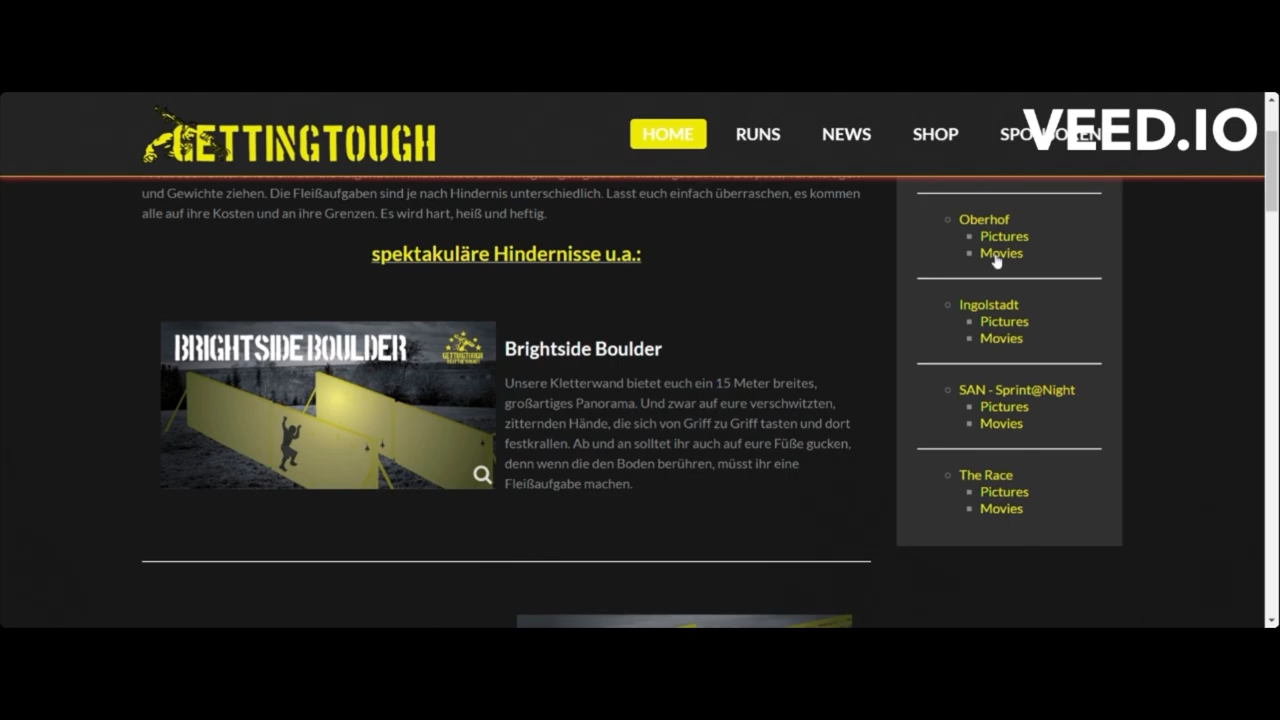 GETTINGTOUGH
HOME RUNS NEWS SHOP
VEED.IO
und Gewichte ziehen. Die Fleißaufgaben sind je nach Hindernis unterschiedlich. Lasst euch einfach überraschen, es kommen
alle auf ihre Kosten und an ihre Grenzen. Es wird hart, heiß und heftig.
spektakuläre Hindernisse u.a.:
BRIGHTSIDE BOULDER
GETTINGTOUGH
Brightside Boulder
Unsere Kletterwand bietet euch ein 15 Meter breites,
großartiges Panorama. Und zwar auf eure verschwitzten,
zitternden Hände, die sich von Griff zu Griff tasten und dort
festkrallen. Ab und an solltet ihr auch auf eure Füße gucken,
denn wenn die den Boden berühren, müsst ihr eine
Fleißaufgabe machen.
Oberhof
Pictures
Movies
Ingolstadt
Pictures
Movies
SAN - Sprint@Night
Pictures
Movies
The Race
Pictures
Movies